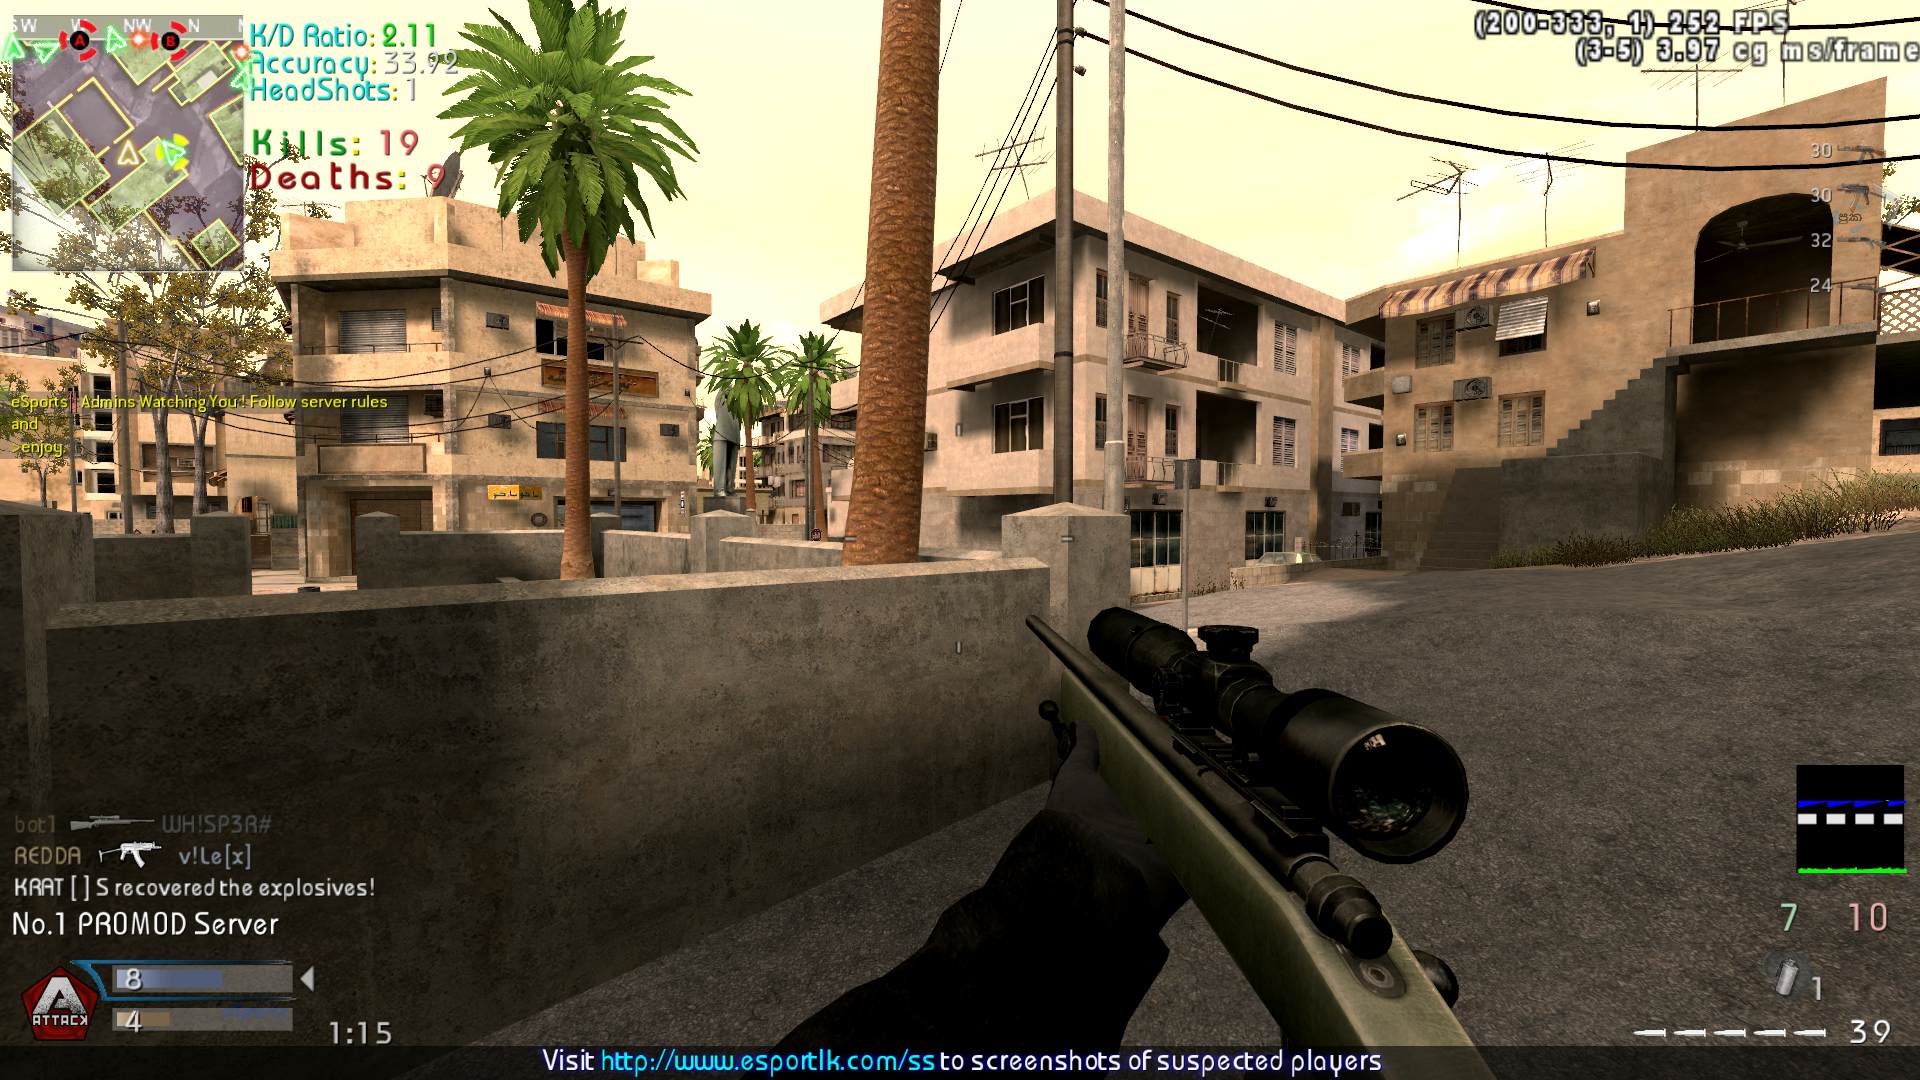 SW W NW N N
A B
K/D Ratio: 2.11
Accuracy: 33.92
HeadShots: 1
Kills: 19
Deaths: 9
(200-333, 1) 252 FPS
(3-5) 3.97 cg ms/frame
30
30
32
24
eSports | Admins Watching You ! Follow server rules
and
>enjoy.
bot1 WH!SP3R#
REDDA v!Le[x]
KRAT [ ] S recovered the explosives!
No.1 PROMOD Server
7 10
1
8
ATTACK
4
1:15
39
Visit http://www.esportlk.com/ss to screenshots of suspected players